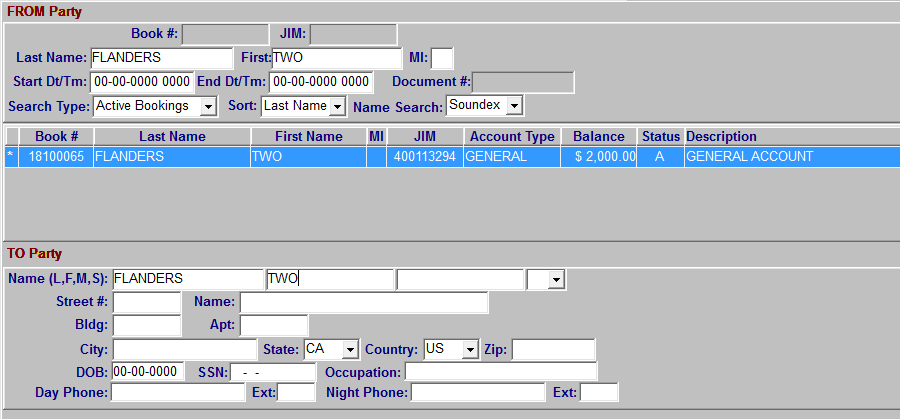 FROM Party
Book #: JIM:
Last Name: FLANDERS First: TWO MI:
Start Dt/Tm: 00-00-0000 0000 End Dt/Tm: 00-00-0000 0000 Document #:
Search Type: Active Bookings Sort: Last Name Name Search: Soundex
Book # Last Name First Name MI JIM Account Type Balance Status Description
* 18100065 FLANDERS TWO 400113294 GENERAL $ 2,000.00 A GENERAL ACCOUNT
TO Party
Name (L,F,M,S): FLANDERS TWO
Street #: Name:
Bldg: Apt:
City: State: CA Country: US Zip:
DOB: 00-00-0000 SSN: - - Occupation:
Day Phone: Ext: Night Phone: Ext: